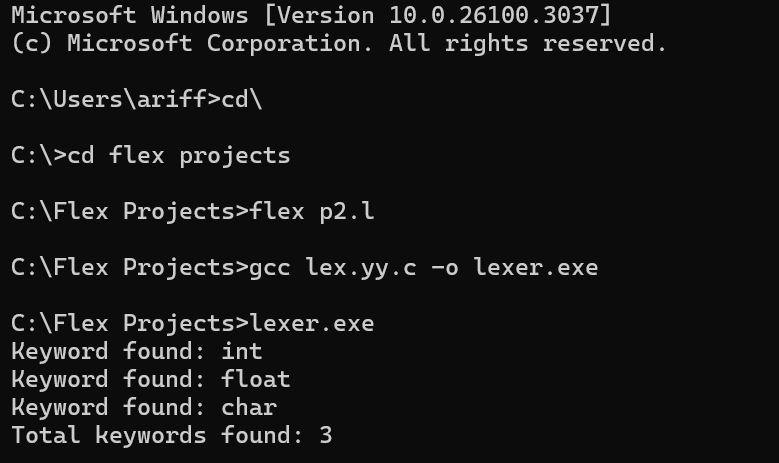 Microsoft Windows [Version 10.0.26100.3037]
(c) Microsoft Corporation. All rights reserved.
C:\Users\ariff>cd\
C:\>cd flex projects
C:\Flex Projects>flex p2.l
C:\Flex Projects>gcc lex.yy.c -o lexer.exe
C:\Flex Projects>lexer.exe
Keyword found: int
Keyword found: float
Keyword found: char
Total keywords found: 3